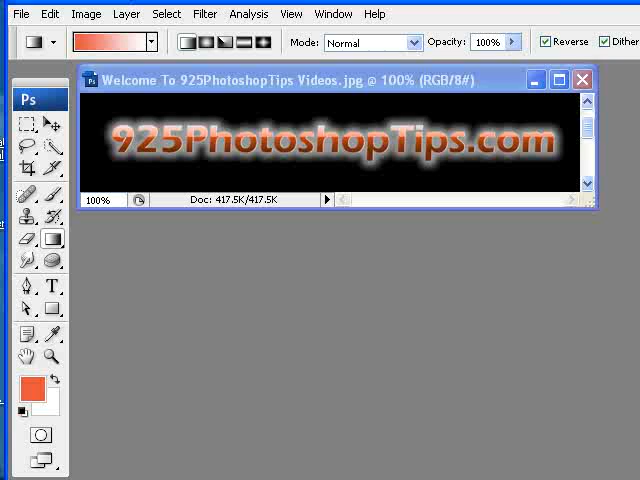 File Edit Image Layer Select Filter Analysis View Window Help
Mode: Normal Opacity: 100% Reverse Dither
Welcome To 925PhotoshopTips Videos.jpg @ 100% (RGB/8#)
Ps
925PhotoshopTips.com
100% Doc: 417.5K/417.5K
T